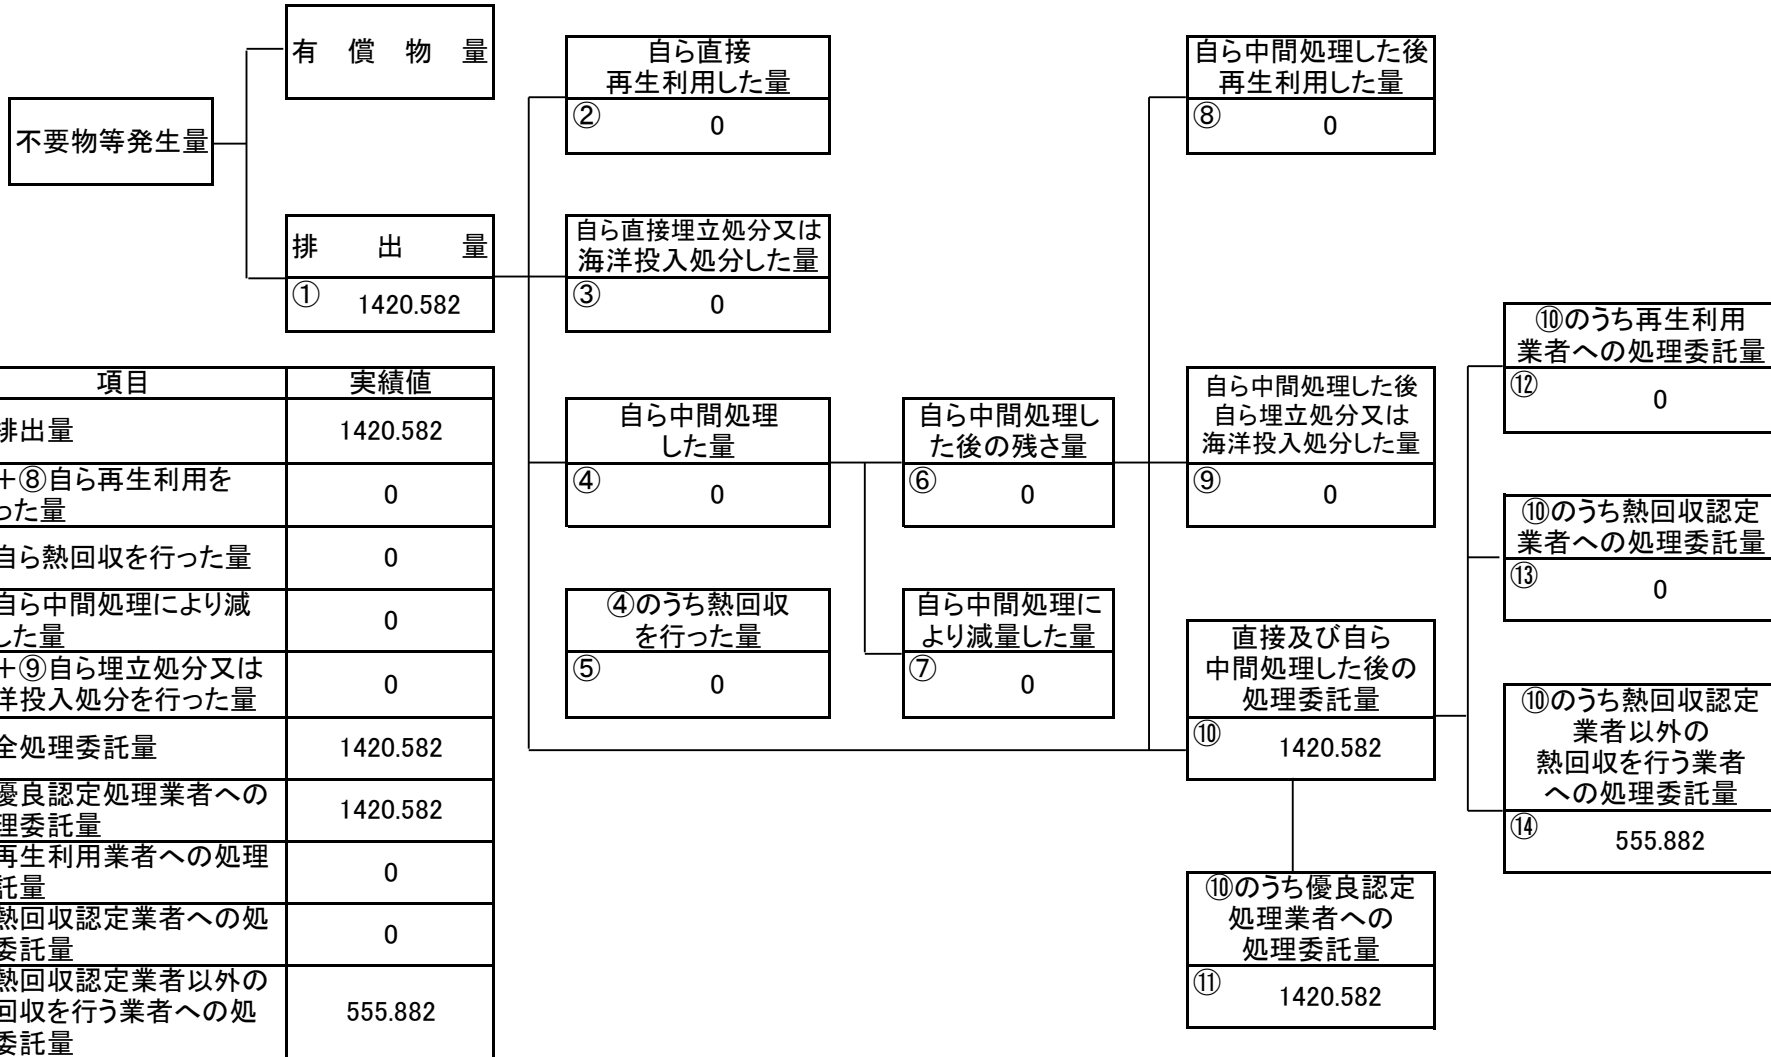 有償物量
不要物等発生量
排出量
① 1420.582
自ら直接
再生利用した量
② 0
自ら直接埋立処分又は
海洋投入処分した量
③ 0
自ら中間処理
した量
④ 0
④のうち熱回収
を行った量
⑤ 0
自ら中間処理し
た後の残さ量
⑥ 0
自ら中間処理に
より減量した量
⑦ 0
自ら中間処理した後
再生利用した量
⑧ 0
自ら中間処理した後
自ら埋立処分又は
海洋投入処分した量
⑨ 0
直接及び自ら
中間処理した後の
処理委託量
⑩ 1420.582
⑩のうち優良認定
処理業者への
処理委託量
⑪ 1420.582
⑩のうち再生利用
業者への処理委託量
⑫ 0
⑩のうち熱回収認定
業者への処理委託量
⑬ 0
⑩のうち熱回収認定
業者以外の
熱回収を行う業者
への処理委託量
⑭ 555.882
項目 実績値
排出量 1420.582
+⑧自ら再生利用を
った量 0
自ら熱回収を行った量 0
自ら中間処理により減
した量 0
+⑨自ら埋立処分又は
洋投入処分を行った量 0
全処理委託量 1420.582
優良認定処理業者への
理委託量 1420.582
再生利用業者への処理
託量 0
熱回収認定業者への処
委託量 0
熱回収認定業者以外の
回収を行う業者への処
委託量 555.882